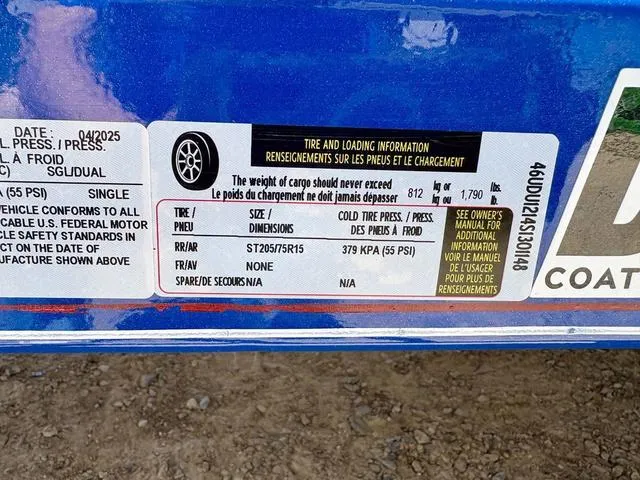 DATE: 04/2025
L. PRESS. / PRESS.
L. À FROID
C) SGL/DUAL
A (55 PSI) SINGLE
VEHICLE CONFORMS TO ALL
CABLE U.S. FEDERAL MOTOR
CLE SAFETY STANDARDS IN
CT ON THE DATE OF
UFACTURE SHOWN ABOVE
TIRE AND LOADING INFORMATION
RENSEIGNEMENTS SUR LES PNEUS ET LE CHARGEMENT
The weight of cargo should never exceed
Le poids du chargement ne doit jamais dépasser
812 kg or 1,790 lbs.
kg ou lb.
TIRE / SIZE / COLD TIRE PRESS. / PRESS.
PNEU DIMENSIONS DES PNEUS À FROID
RR/AR ST205/75R15 379 KPA (55 PSI)
FR/AV NONE
SPARE/DE SECOURS N/A N/A
SEE OWNER'S
MANUAL FOR
ADDITIONAL
INFORMATION
VOIR LE MANUEL
DE L'USAGER
POUR PLUS DE
RENSEIGNEMENTS
COAT